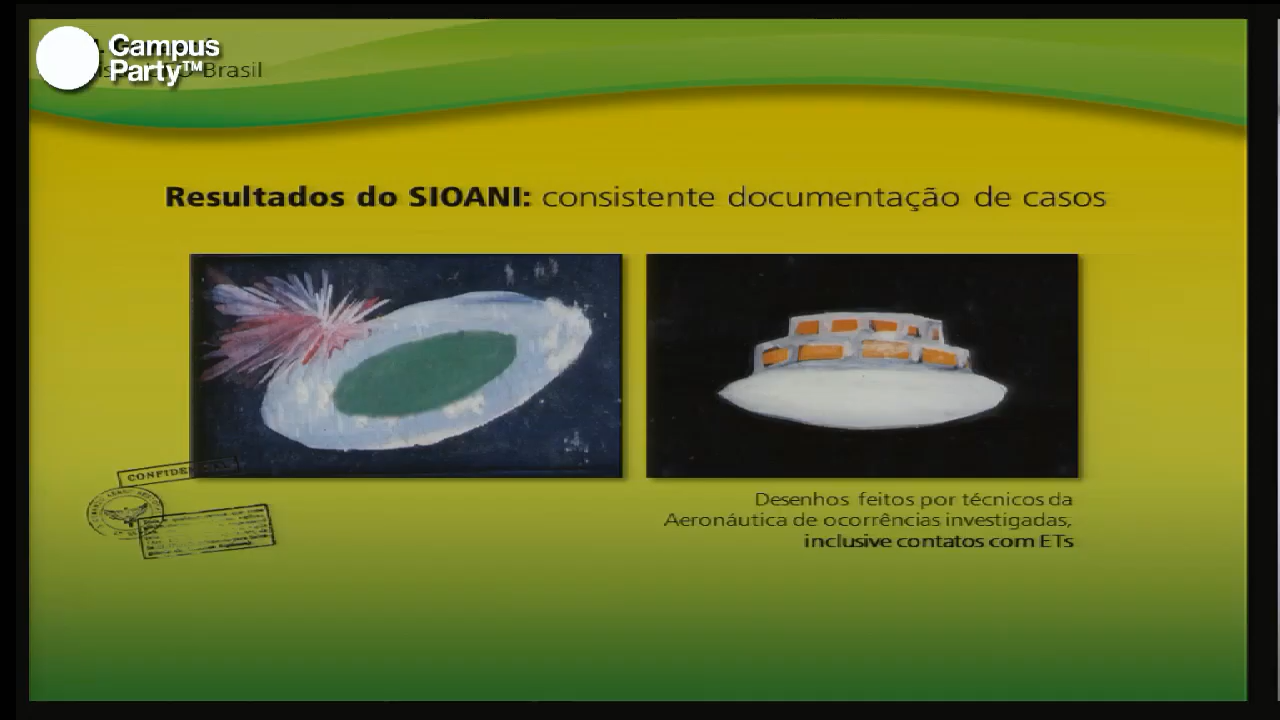 Campus
Party™
Brasil
Resultados do SIOANI: consistente documentação de casos
CONFIDENCIAL
Desenhos feitos por técnicos da
Aeronáutica de ocorrências investigadas,
inclusive contatos com ETs